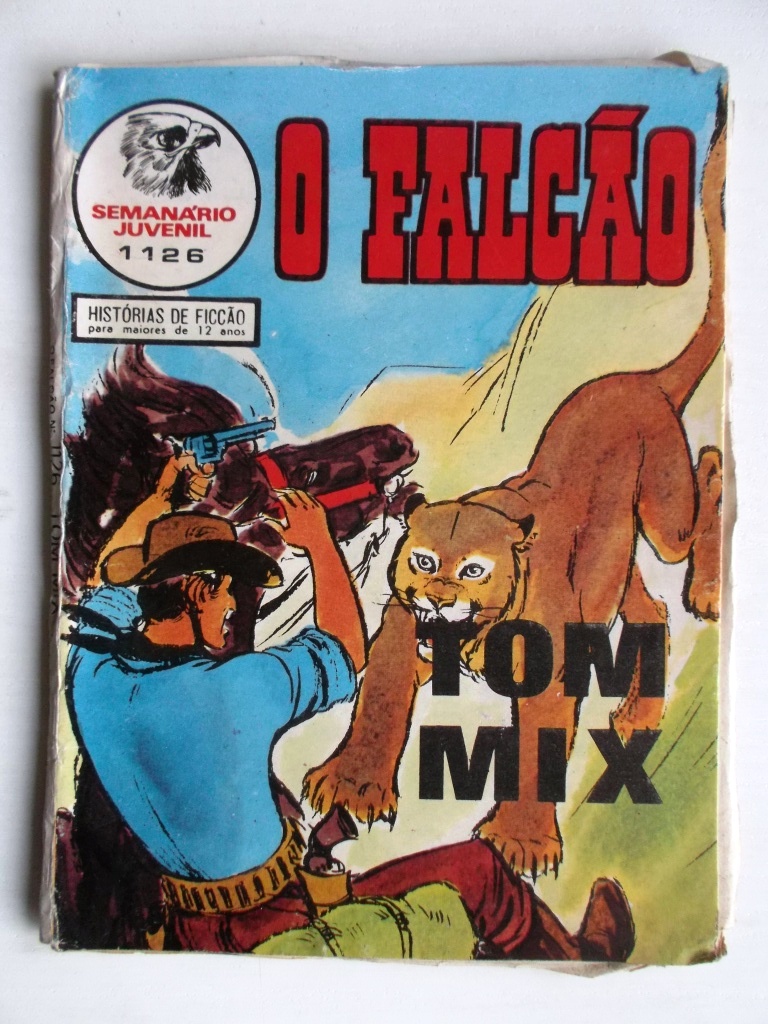 SEMANÁRIO
JUVENIL
1126
O FALCÃO
HISTÓRIAS DE FICCÃO
para maiores de 12 anos
TOM
MIX